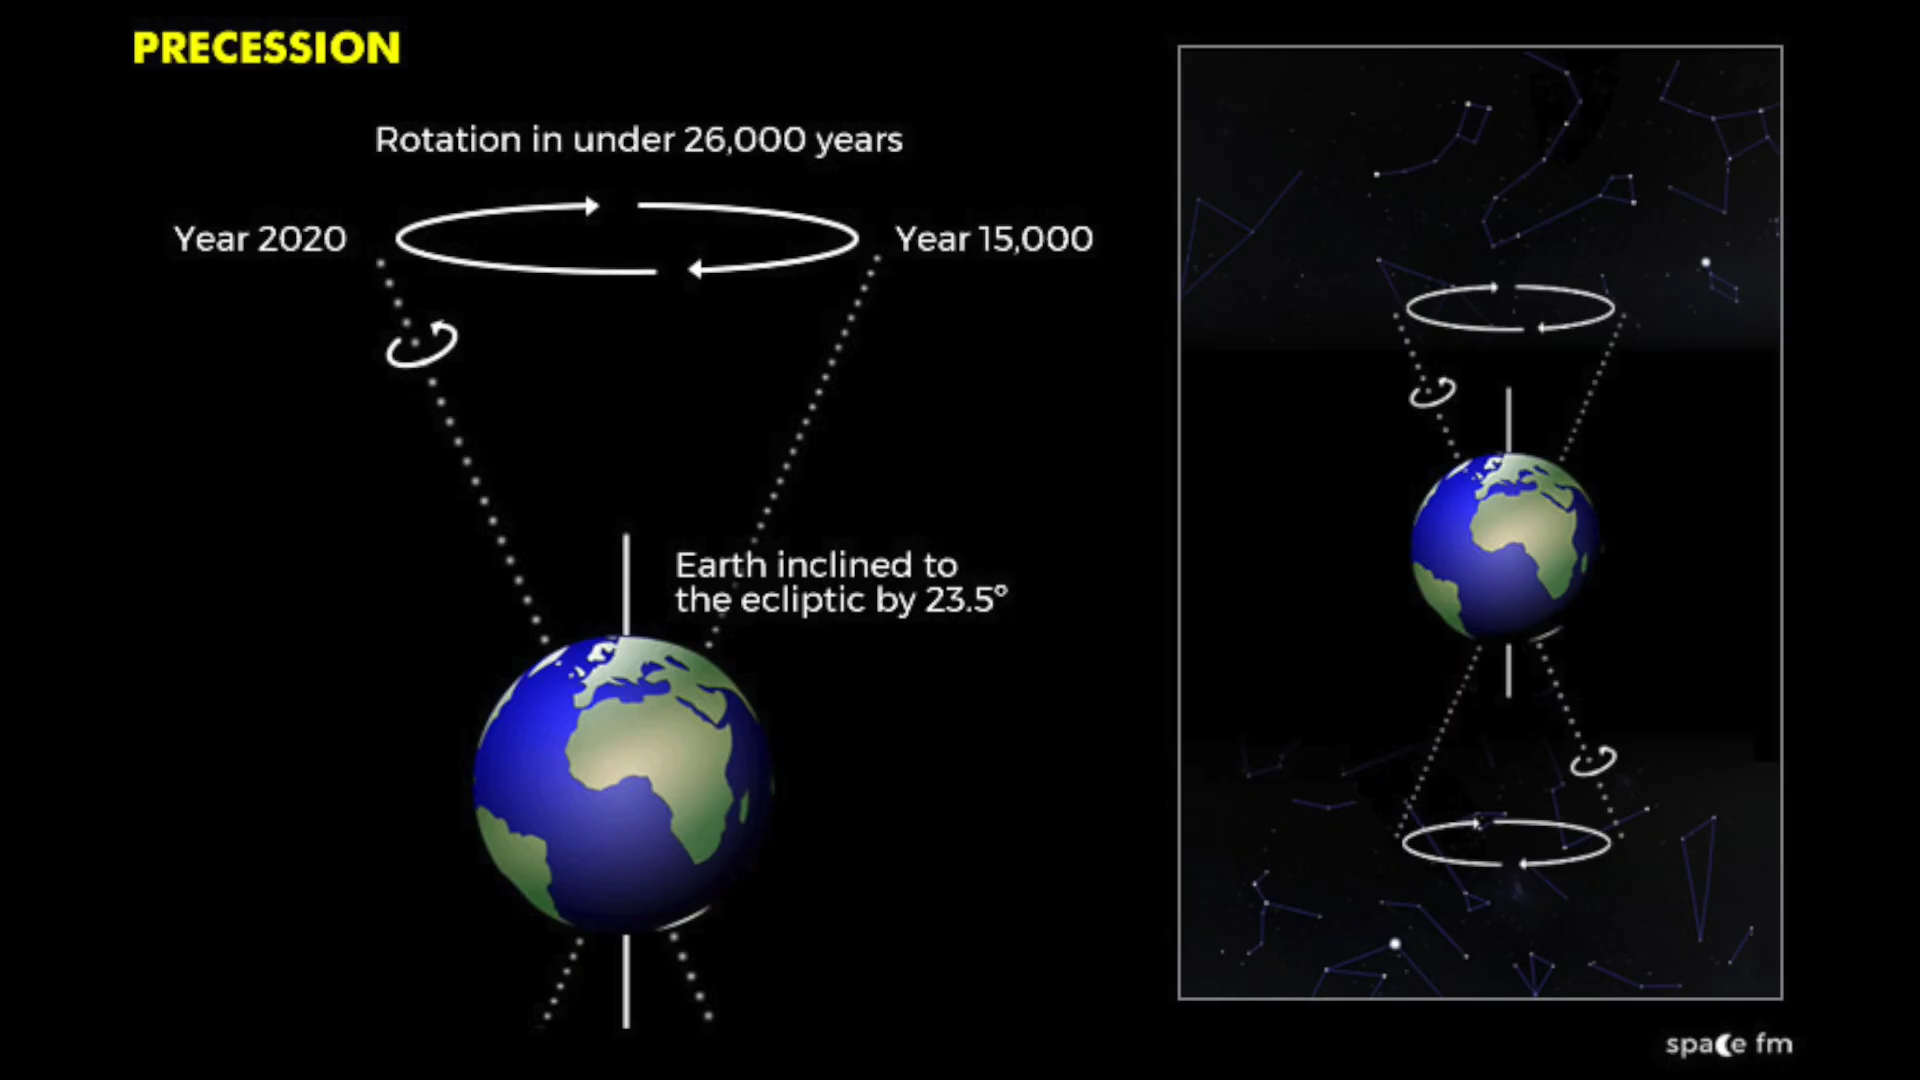 PRECESSION
Rotation in under 26,000 years
Year 2020
Year 15,000
Earth inclined to
the ecliptic by 23.5°
space fm